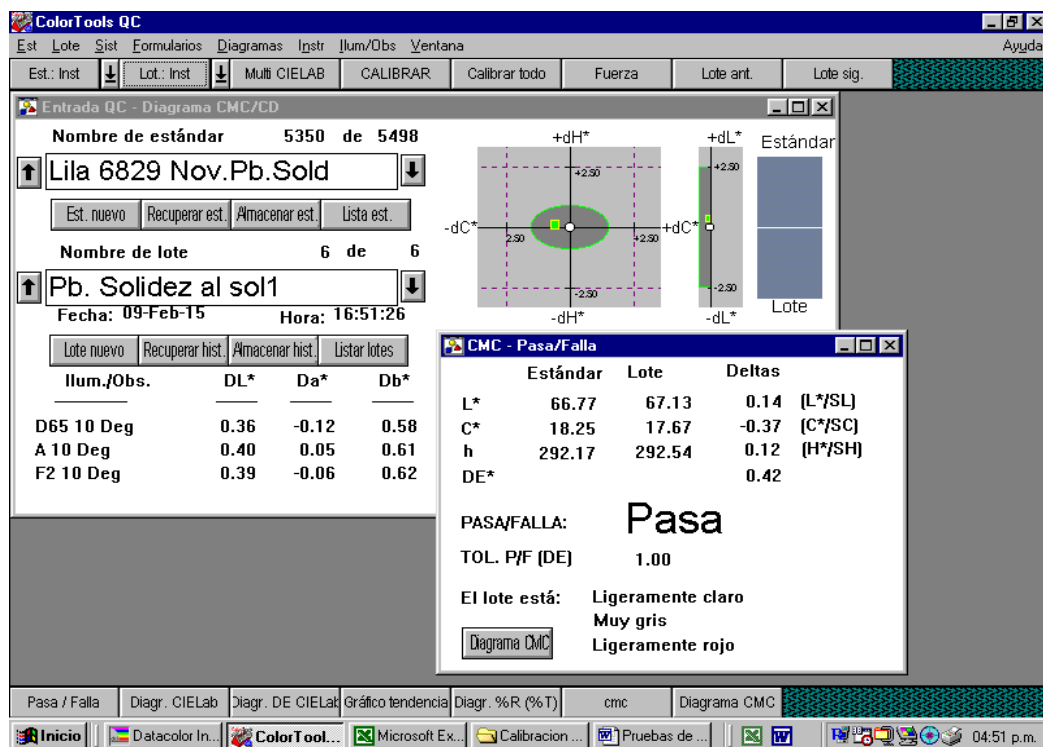 ColorTools QC
Est Lote Sist Formularios Diagramas Instr Ilum/Obs Ventana Ayuda
Est.: Inst Lot.: Inst Multi CIELAB CALIBRAR Calibrar todo Fuerza Lote ant. Lote sig.
Entrada QC - Diagrama CMC/CD
Nombre de estándar 5350 de 5498
Lila 6829 Nov.Pb.Sold
Est. nuevo Recuperar est. Almacenar est. Lista est.
Nombre de lote 6 de 6
Pb. Solidez al sol1
Fecha: 09-Feb-15 Hora: 16:51:26
Lote nuevo Recuperar hist. Almacenar hist. Listar lotes
Ilum./Obs. DL* Da* Db*
D65 10 Deg 0.36 -0.12 0.58
A 10 Deg 0.40 0.05 0.61
F2 10 Deg 0.39 -0.06 0.62
+dH* +dL* Estándar
+2.50 +2.50
-dC* +dC*
2.50 +2.50
-2.50 -2.50
-dH* -dL* Lote
CMC - Pasa/Falla
Estándar Lote Deltas
L* 66.77 67.13 0.14 (L*/SL)
C* 18.25 17.67 -0.37 (C*/SC)
h 292.17 292.54 0.12 (H*/SH)
DE* 0.42
PASA/FALLA: Pasa
TOL. P/F (DE) 1.00
El lote está: Ligeramente claro
Muy gris
Diagrama CMC Ligeramente rojo
Pasa / Falla Diagr. CIELab Diagr. DE CIELab Gráfico tendencia Diagr. %R (%T) cmc Diagrama CMC
Inicio Datacolor In... ColorTool... Microsoft Ex... Calibracion ... Pruebas de ... 04:51 p.m.